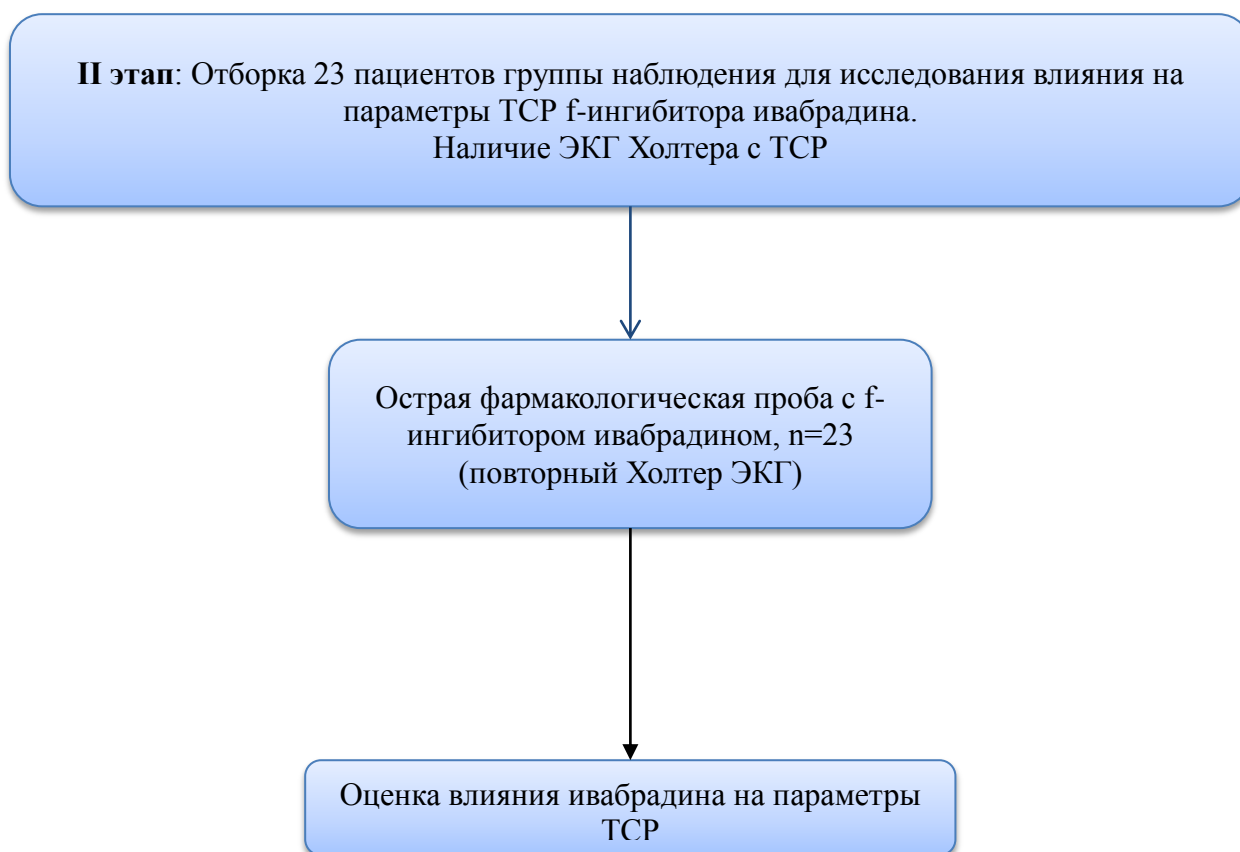 II этап: Отборка 23 пациентов группы наблюдения для исследования влияния на
параметры ТСР f-ингибитора ивабрадина.
Наличие ЭКГ Холтера с ТСР
Острая фармакологическая проба с f-
ингибитором ивабрадином, n=23
(повторный Холтер ЭКГ)
Оценка влияния ивабрадина на параметры
ТСР